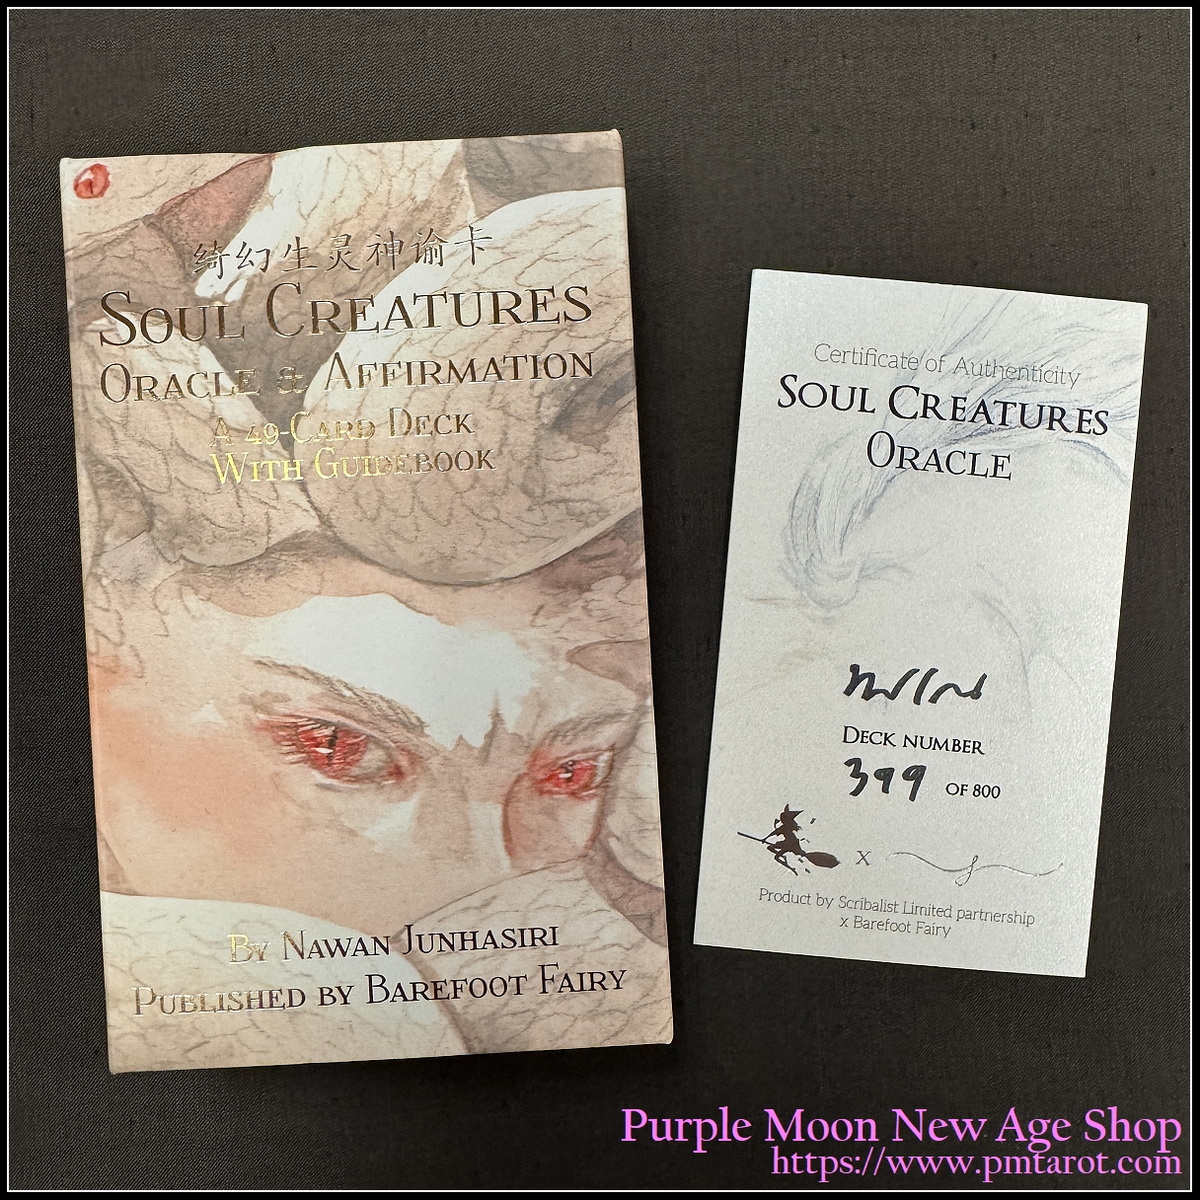 绮幻生灵神谕卡
Soul Creatures
Oracle & Affirmation
A 49-Card Deck
With Guidebook
By Nawan Junhasiri
Published by Barefoot Fairy
Certificate of Authenticity
Soul Creatures
Oracle
Deck number
399 of 800
x
Product by Scribalist Limited partnership
x Barefoot Fairy
Purple Moon New Age Shop
https://www.pmtarot.com